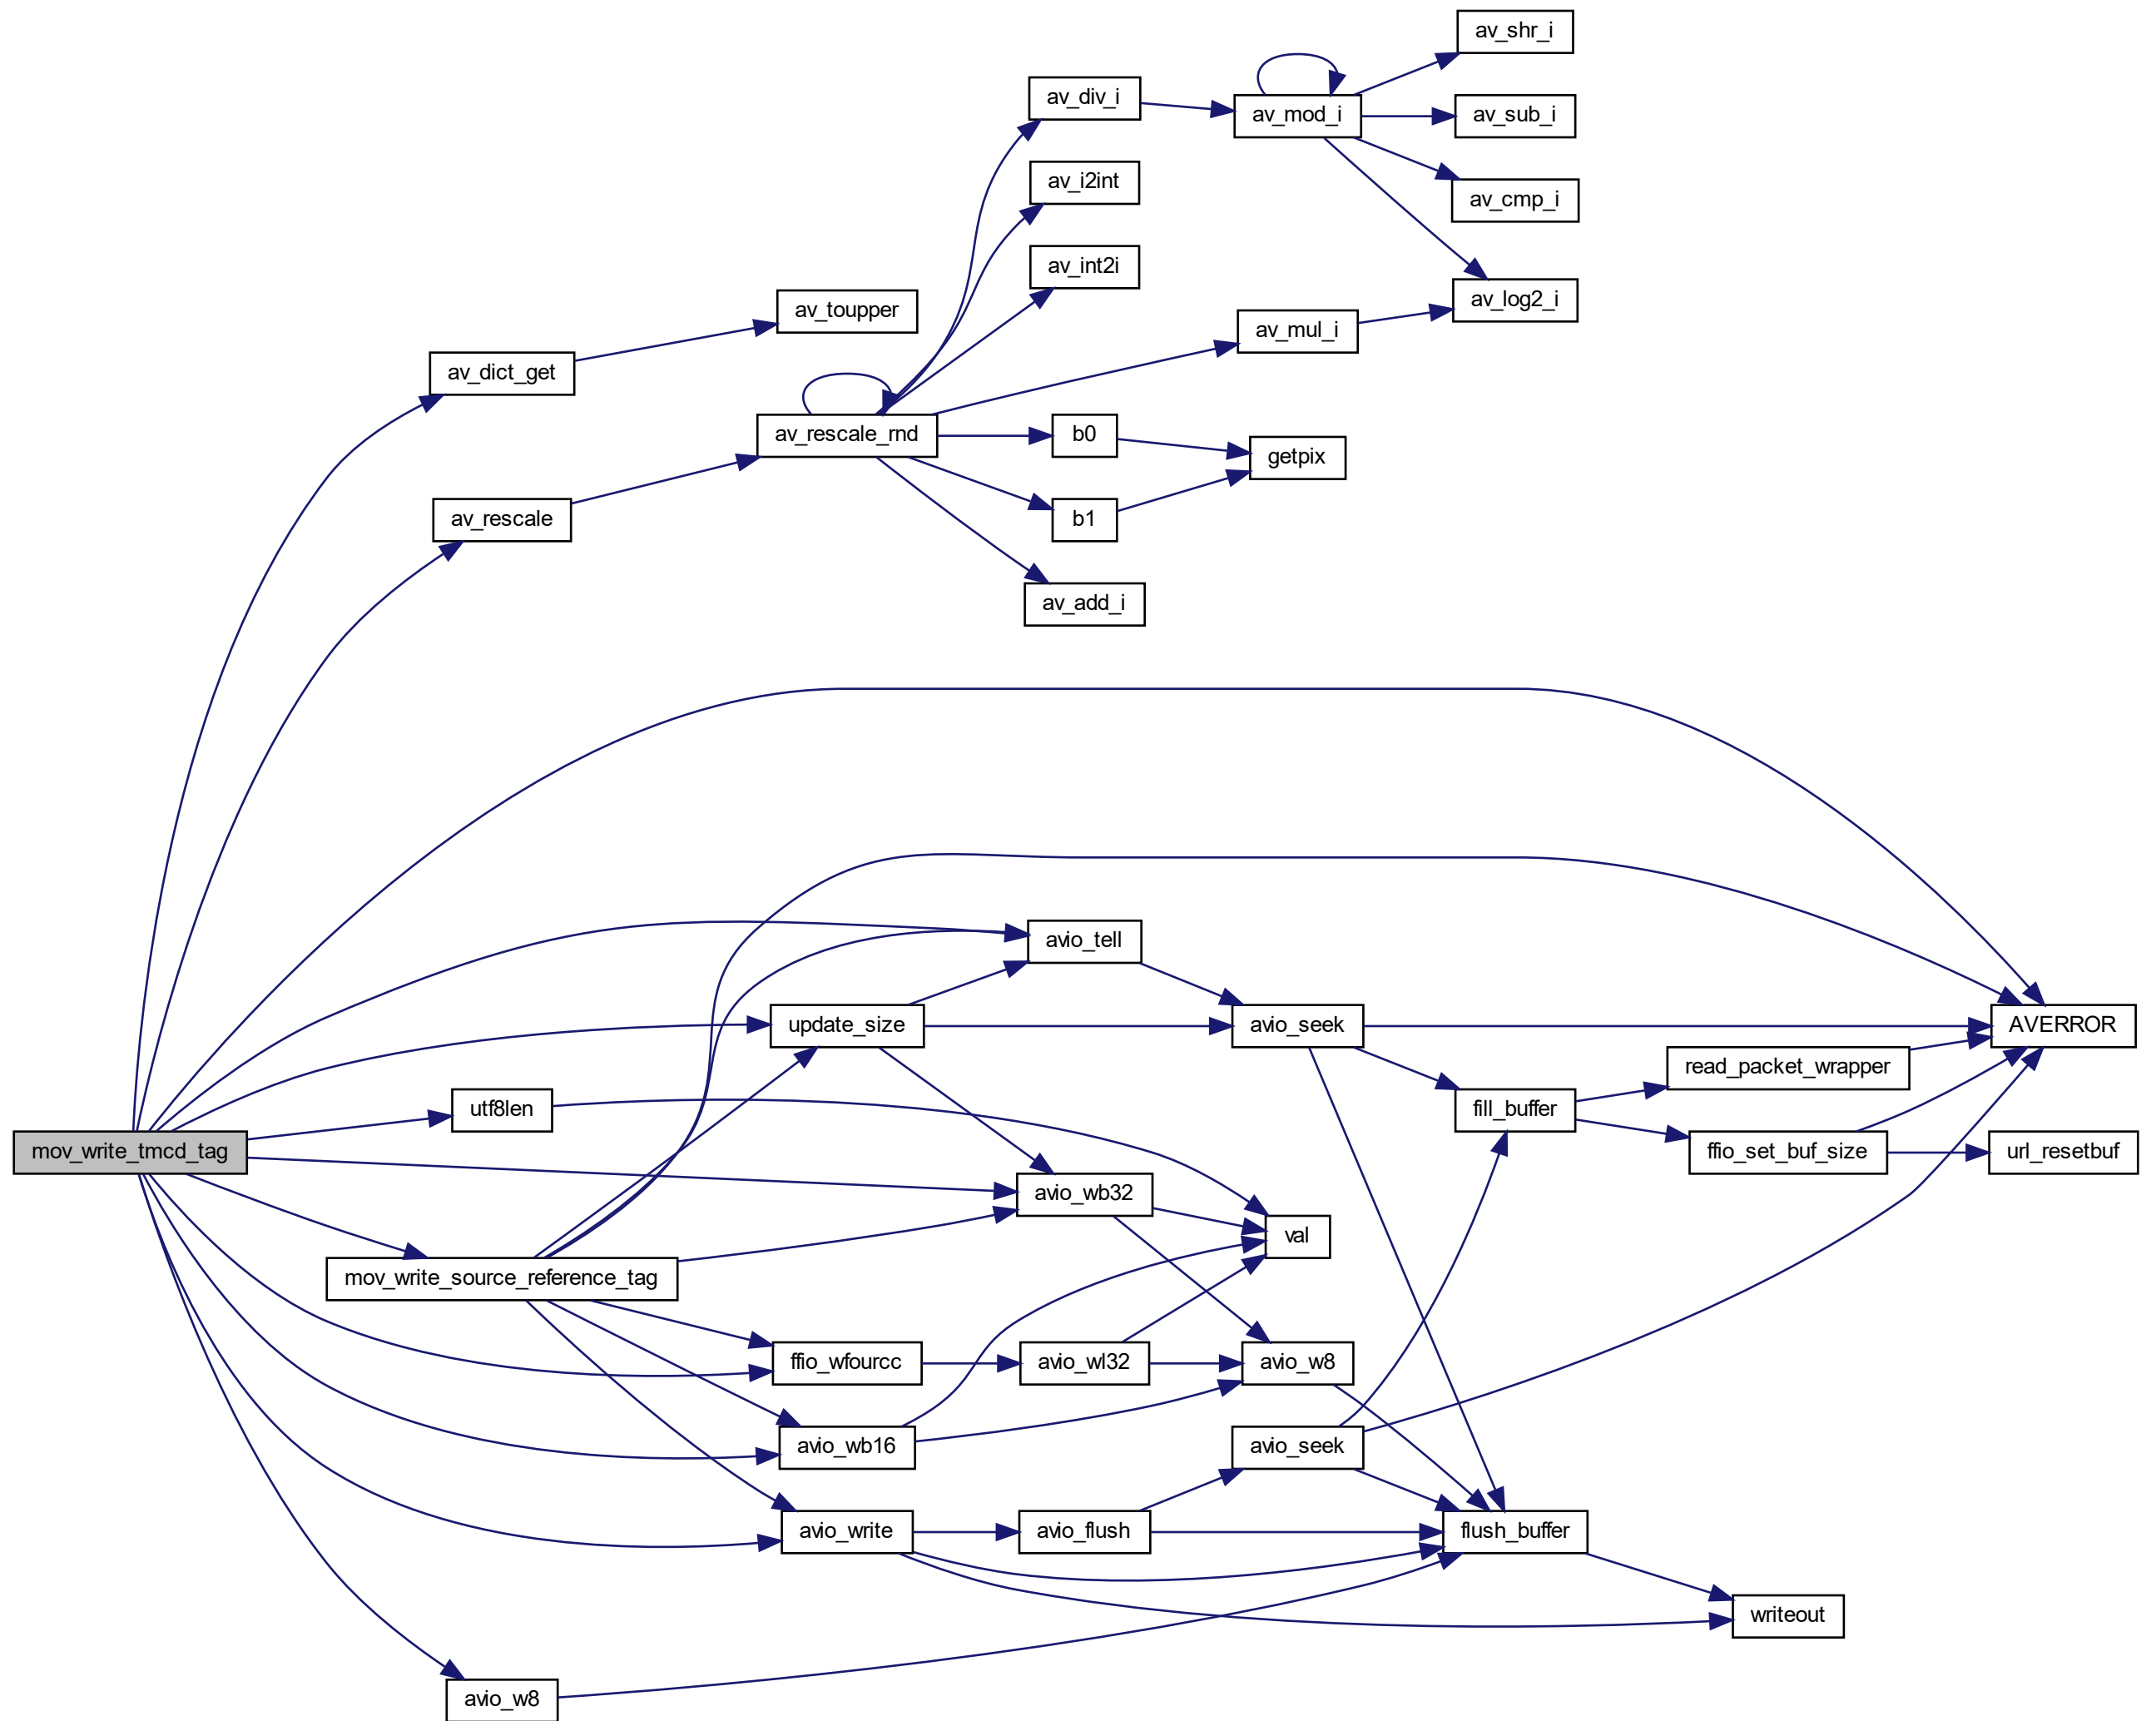 av_shr_i
av_div_i
av_mod_i
av_sub_i
av_i2int
av_cmp_i
av_int2i
av_log2_i
av_toupper
av_mul_i
av_dict_get
av_rescale_rnd
b0
getpix
av_rescale
b1
av_add_i
avio_tell
update_size
avio_seek
AVERROR
read_packet_wrapper
utf8len
fill_buffer
mov_write_tmcd_tag
ffio_set_buf_size
url_resetbuf
avio_wb32
val
mov_write_source_reference_tag
ffio_wfourcc
avio_wl32
avio_w8
avio_wb16
avio_seek
avio_write
avio_flush
flush_buffer
writeout
avio_w8